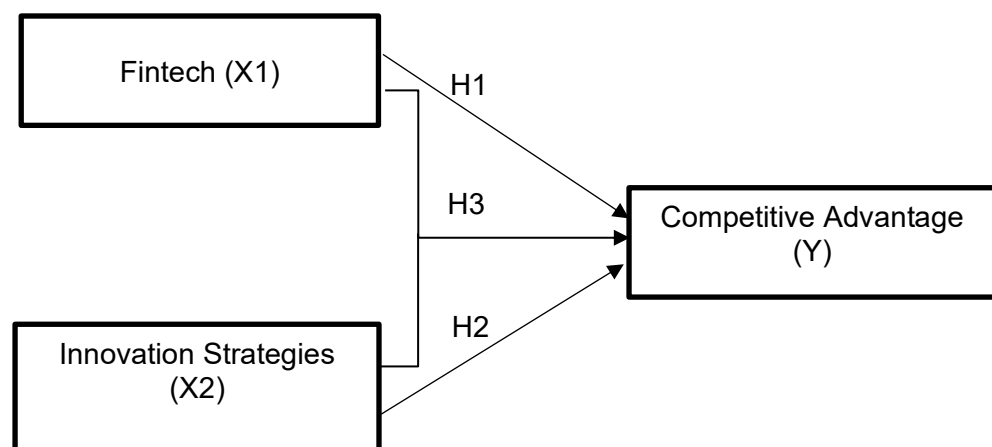 Fintech (X1)
H1
H3
Competitive Advantage
(Y)
H2
Innovation Strategies
(X2)